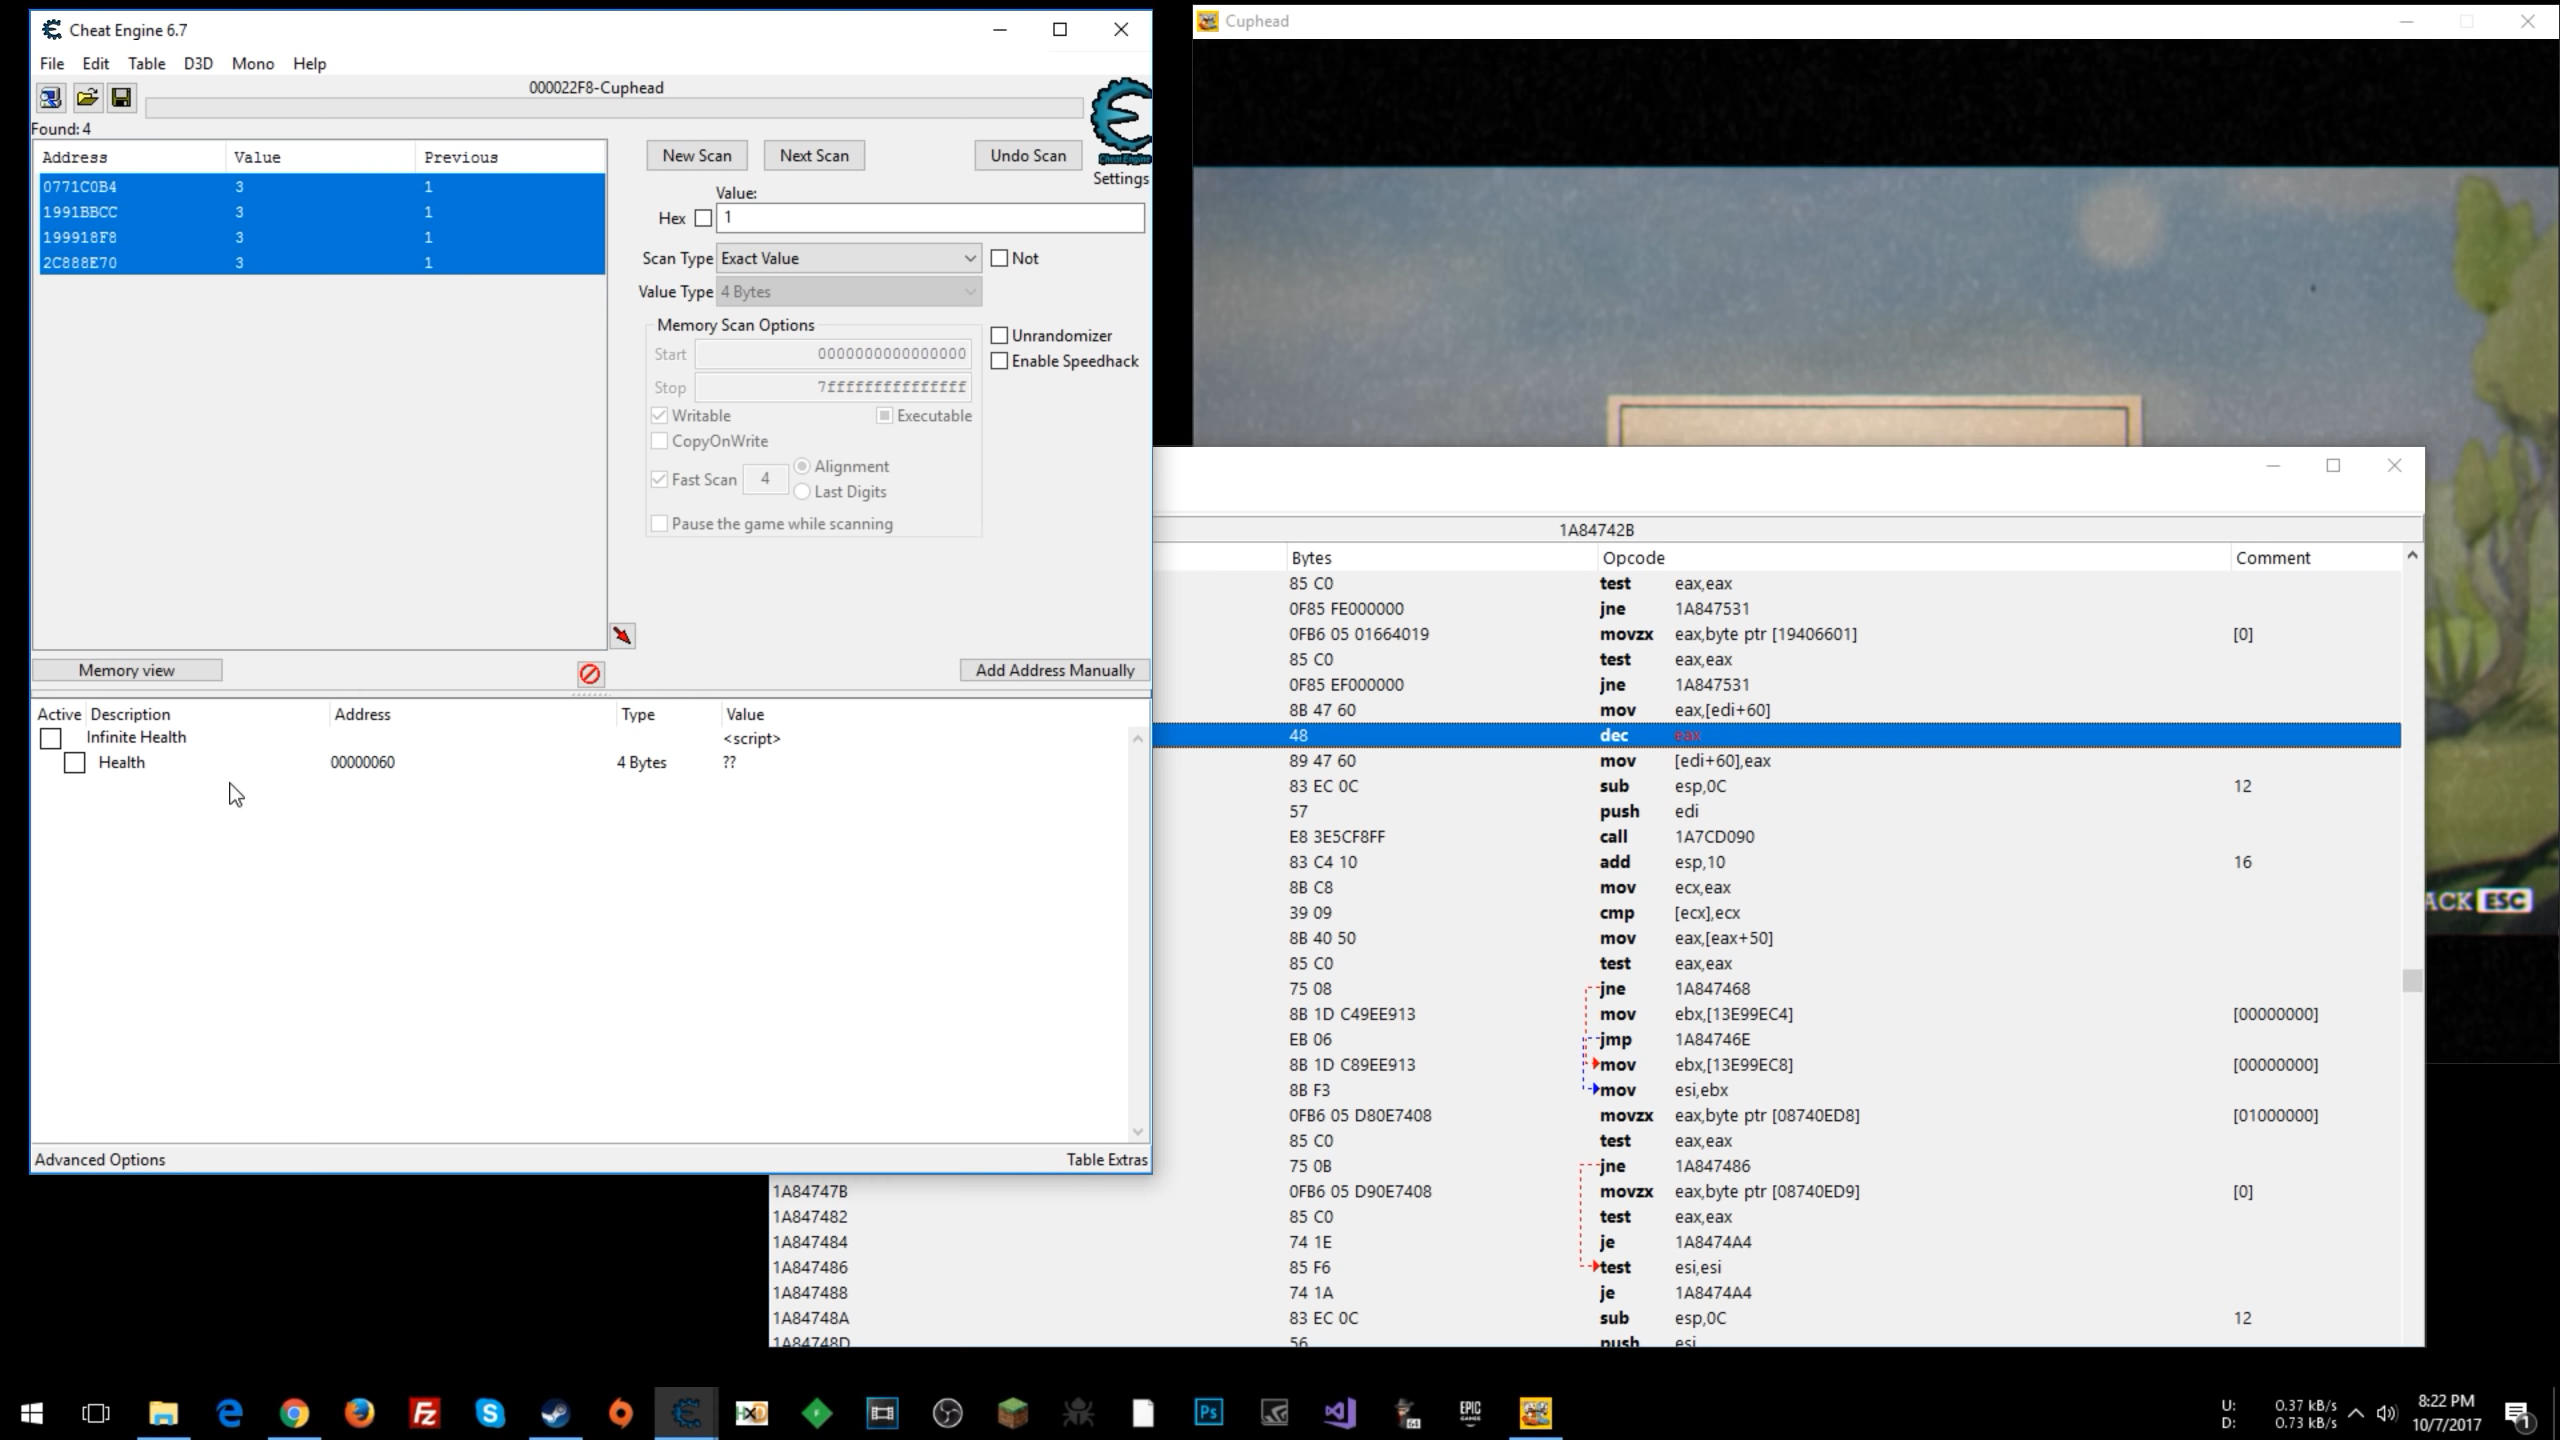 Cheat Engine 6.7
File Edit Table D3D Mono Help
000022F8-Cuphead
Found: 4
Address Value Previous
0771C0B4 3 1
1991BBCC 3 1
199918F8 3 1
2C888E70 3 1
New Scan Next Scan Undo Scan
Cheat Engine
Settings
Value:
Hex 1
Scan Type Exact Value Not
Value Type 4 Bytes
Memory Scan Options
Start 0000000000000000
Stop 7fffffffffffffff
Writable Executable
CopyOnWrite
Fast Scan 4 Alignment
Last Digits
Pause the game while scanning
Unrandomizer
Enable Speedhack
Memory view Add Address Manually
Active Description Address Type Value
Infinite Health <script>
Health 00000060 4 Bytes ??
Advanced Options Table Extras
Cuphead
ACK ESC
1A84742B
Bytes Opcode Comment
85 C0 test eax,eax
0F85 FE000000 jne 1A847531
0FB6 05 01664019 movzx eax,byte ptr [19406601] [0]
85 C0 test eax,eax
0F85 EF000000 jne 1A847531
8B 47 60 mov eax,[edi+60]
48 dec eax
89 47 60 mov [edi+60],eax
83 EC 0C sub esp,0C 12
57 push edi
E8 3E5CF8FF call 1A7CD090
83 C4 10 add esp,10 16
8B C8 mov ecx,eax
39 09 cmp [ecx],ecx
8B 40 50 mov eax,[eax+50]
85 C0 test eax,eax
75 08 jne 1A847468
8B 1D C49EE913 mov ebx,[13E99EC4] [00000000]
EB 06 jmp 1A84746E
8B 1D C89EE913 mov ebx,[13E99EC8] [00000000]
8B F3 mov esi,ebx
0FB6 05 D80E7408 movzx eax,byte ptr [08740ED8] [01000000]
85 C0 test eax,eax
75 0B jne 1A847486
1A84747B 0FB6 05 D90E7408 movzx eax,byte ptr [08740ED9] [0]
1A847482 85 C0 test eax,eax
1A847484 74 1E je 1A8474A4
1A847486 85 F6 test esi,esi
1A847488 74 1A je 1A8474A4
1A84748A 83 EC 0C sub esp,0C 12
1A84748D 56 push esi
U: 0.37 kB/s
D: 0.73 kB/s
8:22 PM
10/7/2017
1
Fz
HXD
Ps
64
EPIC
GAMES